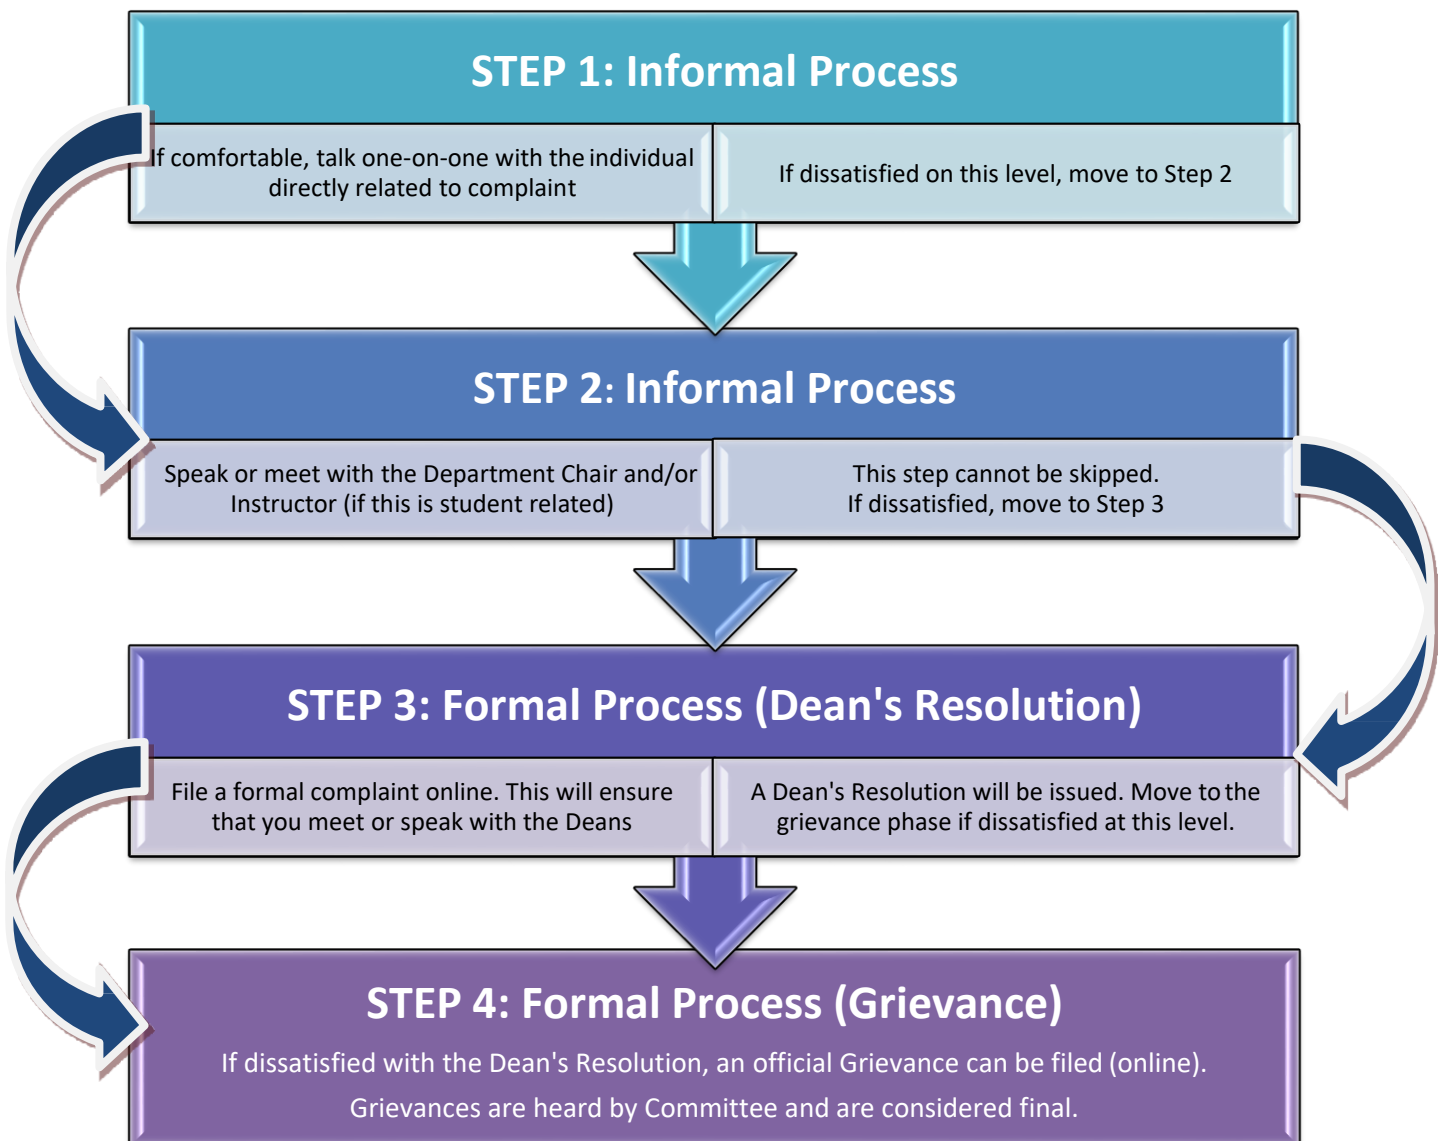 STEP 1: Informal Process
If comfortable, talk one-on-one with the individual
directly related to complaint
If dissatisfied on this level, move to Step 2
STEP 2: Informal Process
Speak or meet with the Department Chair and/or
Instructor (if this is student related)
This step cannot be skipped.
If dissatisfied, move to Step 3
STEP 3: Formal Process (Dean's Resolution)
File a formal complaint online. This will ensure
that you meet or speak with the Deans
A Dean's Resolution will be issued. Move to the
grievance phase if dissatisfied at this level.
STEP 4: Formal Process (Grievance)
If dissatisfied with the Dean's Resolution, an official Grievance can be filed (online).
Grievances are heard by Committee and are considered final.